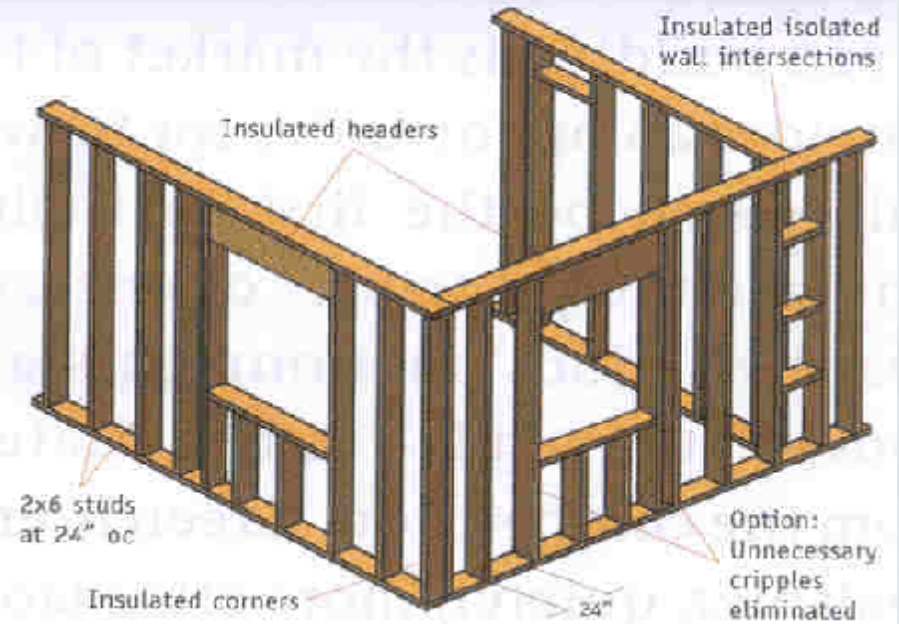 Insulated isolated
wall intersections
Insulated headers
2x6 studs
at 24" oc
Insulated corners
24"
Option:
Unnecessary
cripples
eliminated